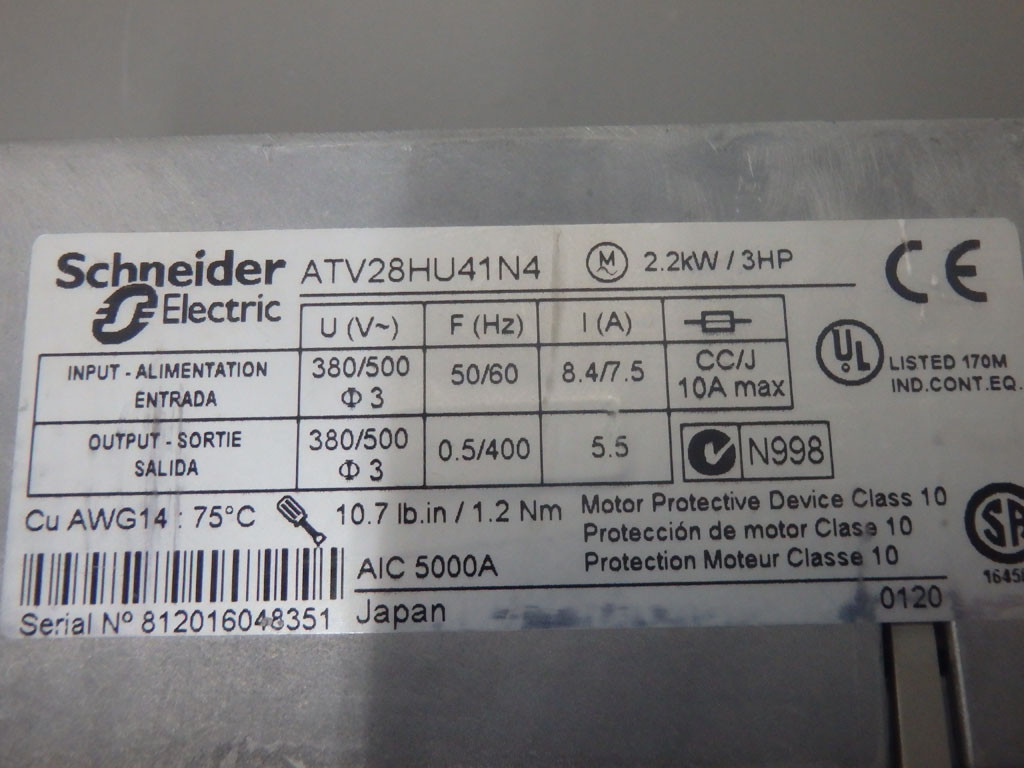 Schneider Electric
ATV28HU41N4 M 2.2kW / 3HP CE
U (V~) F (Hz) I (A)
INPUT - ALIMENTATION ENTRADA 380/500 Φ 3 50/60 8.4/7.5 CC/J 10A max
UL LISTED 170M
IND.CONT.EQ.
OUTPUT - SORTIE SALIDA 380/500 Φ 3 0.5/400 5.5
N998
Cu AWG14 : 75°C 10.7 lb.in / 1.2 Nm
Motor Protective Device Class 10
Protección de motor Clase 10
Protection Moteur Classe 10
SA
AIC 5000A
Serial Nº 812016048351
Japan
0120